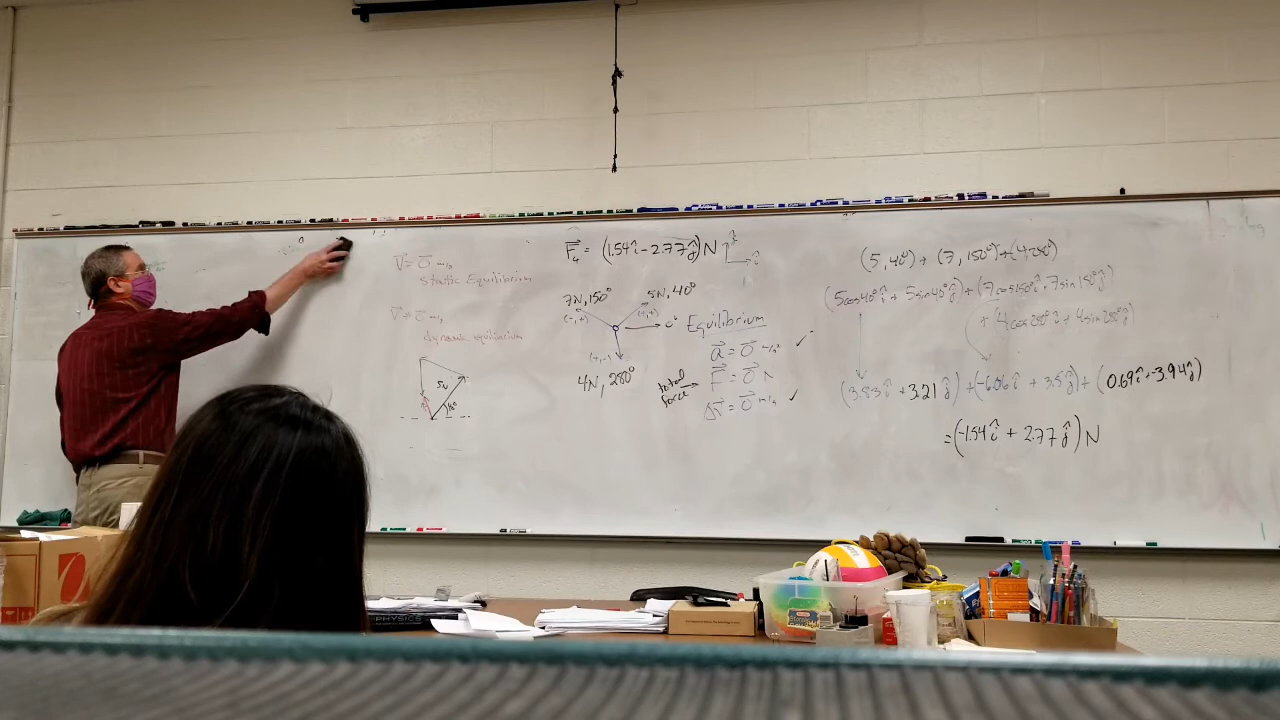 V⃗ = 0⃗ m/s
Static Equilibrium
V⃗ = m/s
dynamic equilibrium
5N
F⃗₄ = (1.54î - 2.77ĵ)N
ĵ
î
7N, 150°
5N, 40°
(-,+)
(+,+)
4N, 280°
Equilibrium
a⃗ = 0⃗ m/s² ✓
total force → F⃗ = 0⃗ N
Δv⃗ = 0⃗ m/s ✓
(5, 40°) + (7, 150°) + (4, 280°)
(5cos40°î + 5sin40°ĵ) + (7cos150°î + 7sin150°ĵ)
+ (4cos280°î + 4sin280°ĵ)
(3.83î + 3.21ĵ) + (-6.06î + 3.5ĵ) + (0.69î + -3.94ĵ)
= (-1.54î + 2.77ĵ)N
PHYSICS